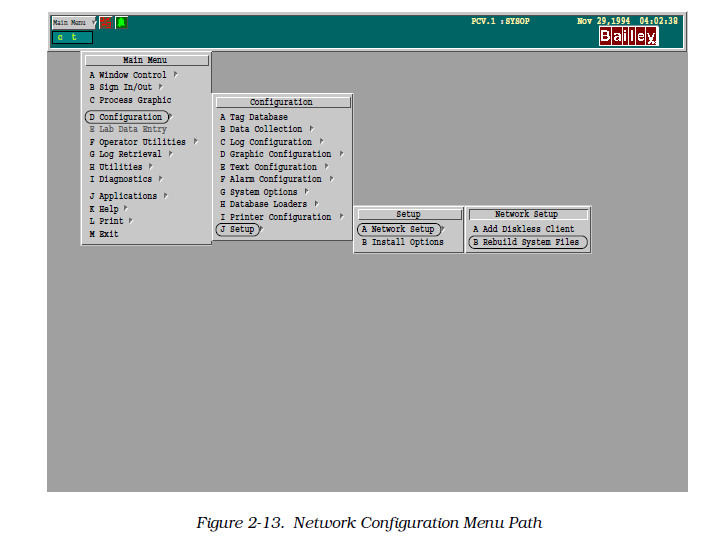 Main Menu
PCV.1 :SYSOP
Nov 29,1994 04:02:38
a t
Bailey
Main Menu
A Window Control
B Sign In/Out
C Process Graphic
D Configuration
E Lab Data Entry
F Operator Utilities
G Log Retrieval
H Utilities
I Diagnostics
J Applications
K Help
L Print
M Exit
Configuration
A Tag Database
B Data Collection
C Log Configuration
D Graphic Configuration
E Text Configuration
F Alarm Configuration
G System Options
H Database Loaders
I Printer Configuration
J Setup
Setup
A Network Setup
B Install Options
Network Setup
A Add Diskless Client
B Rebuild System Files
Figure 2-13. Network Configuration Menu Path